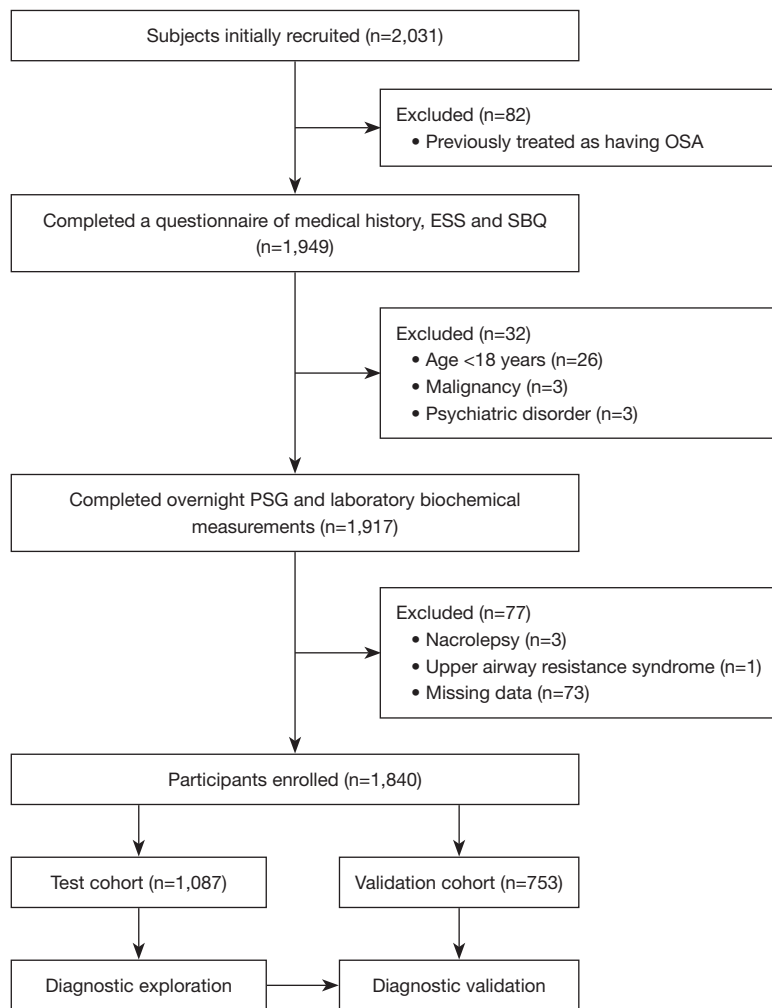 Subjects initially recruited (n=2,031)
Excluded (n=82)
• Previously treated as having OSA
Completed a questionnaire of medical history, ESS and SBQ
(n=1,949)
Excluded (n=32)
• Age <18 years (n=26)
• Malignancy (n=3)
• Psychiatric disorder (n=3)
Completed overnight PSG and laboratory biochemical
measurements (n=1,917)
Excluded (n=77)
• Nacrolepsy (n=3)
• Upper airway resistance syndrome (n=1)
• Missing data (n=73)
Participants enrolled (n=1,840)
Test cohort (n=1,087)
Validation cohort (n=753)
Diagnostic exploration
Diagnostic validation